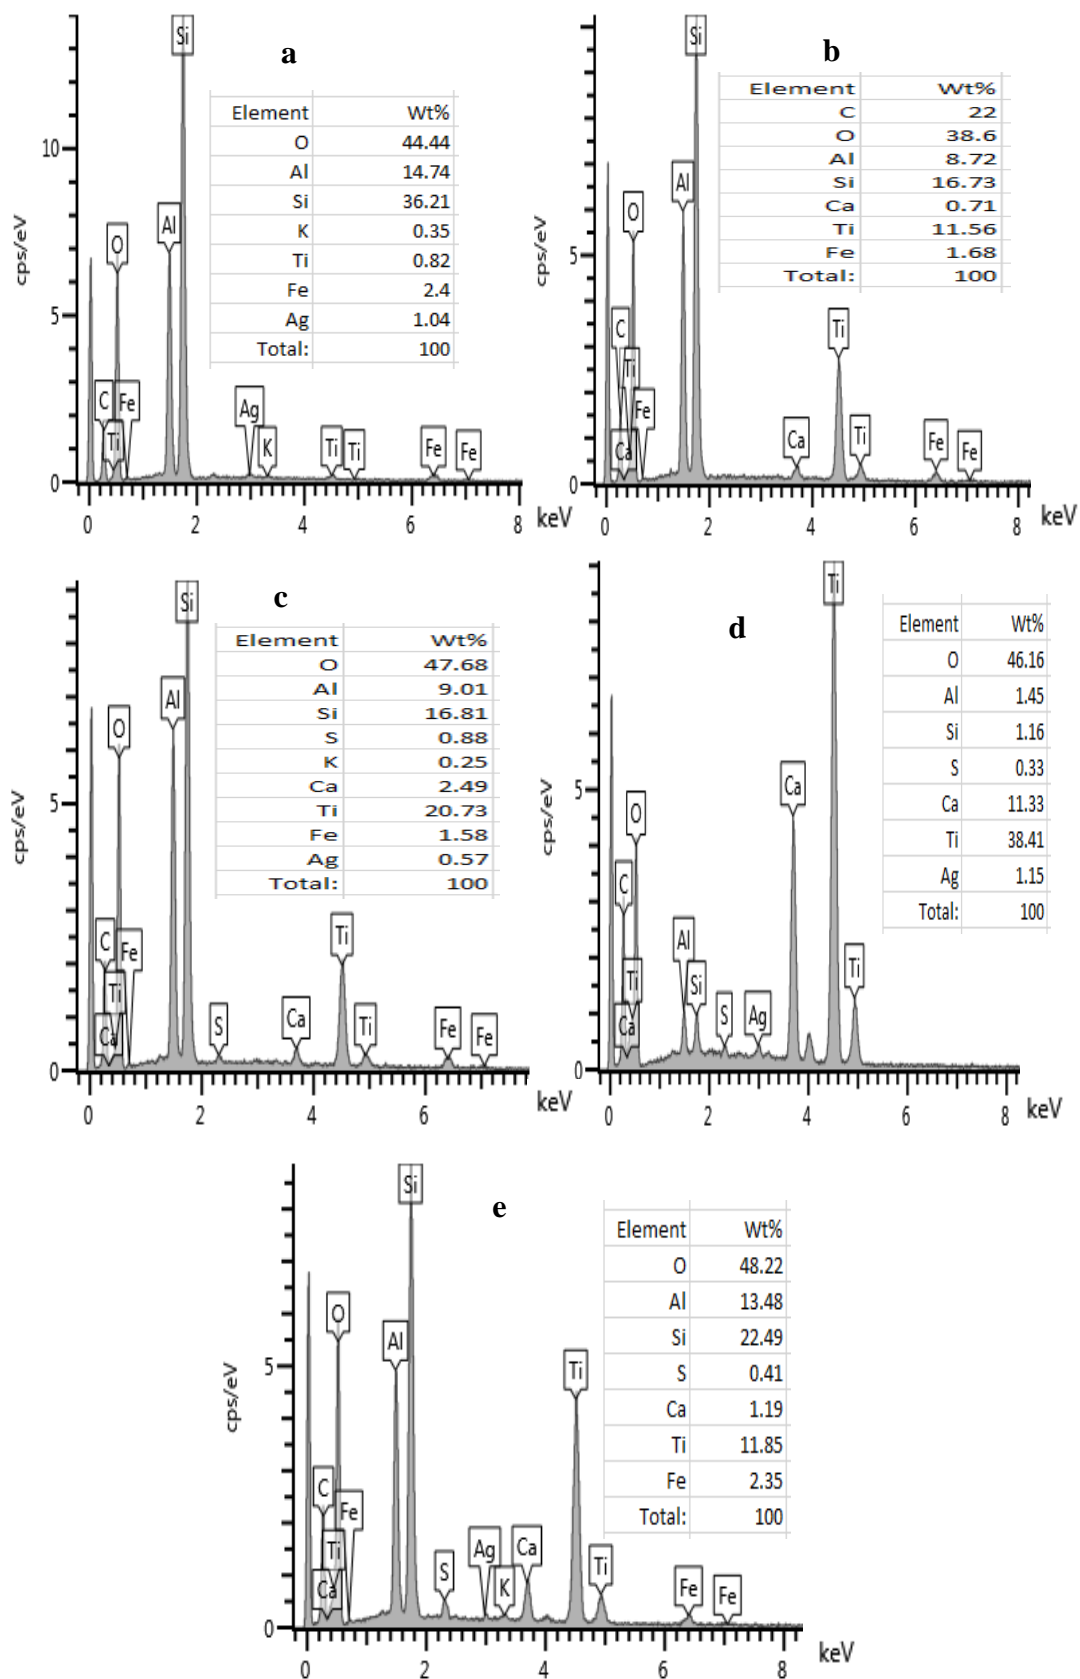 a
Si
Element Wt%
O 44.44
Al 14.74
Si 36.21
K 0.35
Ti 0.82
Fe 2.4
Ag 1.04
Total: 100
10
cps/eV
O
Al
5
C
Fe
Ti
Ag
K
Ti
Ti
Fe
Fe
0
0 2 4 6 8 keV
b
Si
Element Wt%
C 22
O 38.6
Al 8.72
Si 16.73
Ca 0.71
Ti 11.56
Fe 1.68
Total: 100
cps/eV
Al
O
5
C
Ti
Ti
Fe
Ca
Ca
Ti
Fe
Fe
0
0 2 4 6 8 keV
c
Si
Element Wt%
O 47.68
Al 9.01
Si 16.81
S 0.88
K 0.25
Ca 2.49
Ti 20.73
Fe 1.58
Ag 0.57
Total: 100
cps/eV
Al
O
5
C
Fe
Ti
Ti
Ca
S
Ca
Ti
Fe
Fe
0
0 2 4 6 keV
d
Ti
Element Wt%
O 46.16
Al 1.45
Si 1.16
S 0.33
Ca 11.33
Ti 38.41
Ag 1.15
Total: 100
cps/eV
5
Ca
O
C
Al
Ti
Si
Ti
Ca
S
Ag
0
0 2 4 6 8 keV
e
Si
Element Wt%
O 48.22
Al 13.48
Si 22.49
S 0.41
Ca 1.19
Ti 11.85
Fe 2.35
Total: 100
cps/eV
O
Al
5
Ti
C
Fe
Ti
Ca
S
Ag
K
Ca
Ti
Fe
Fe
0
0 2 4 6 8 keV